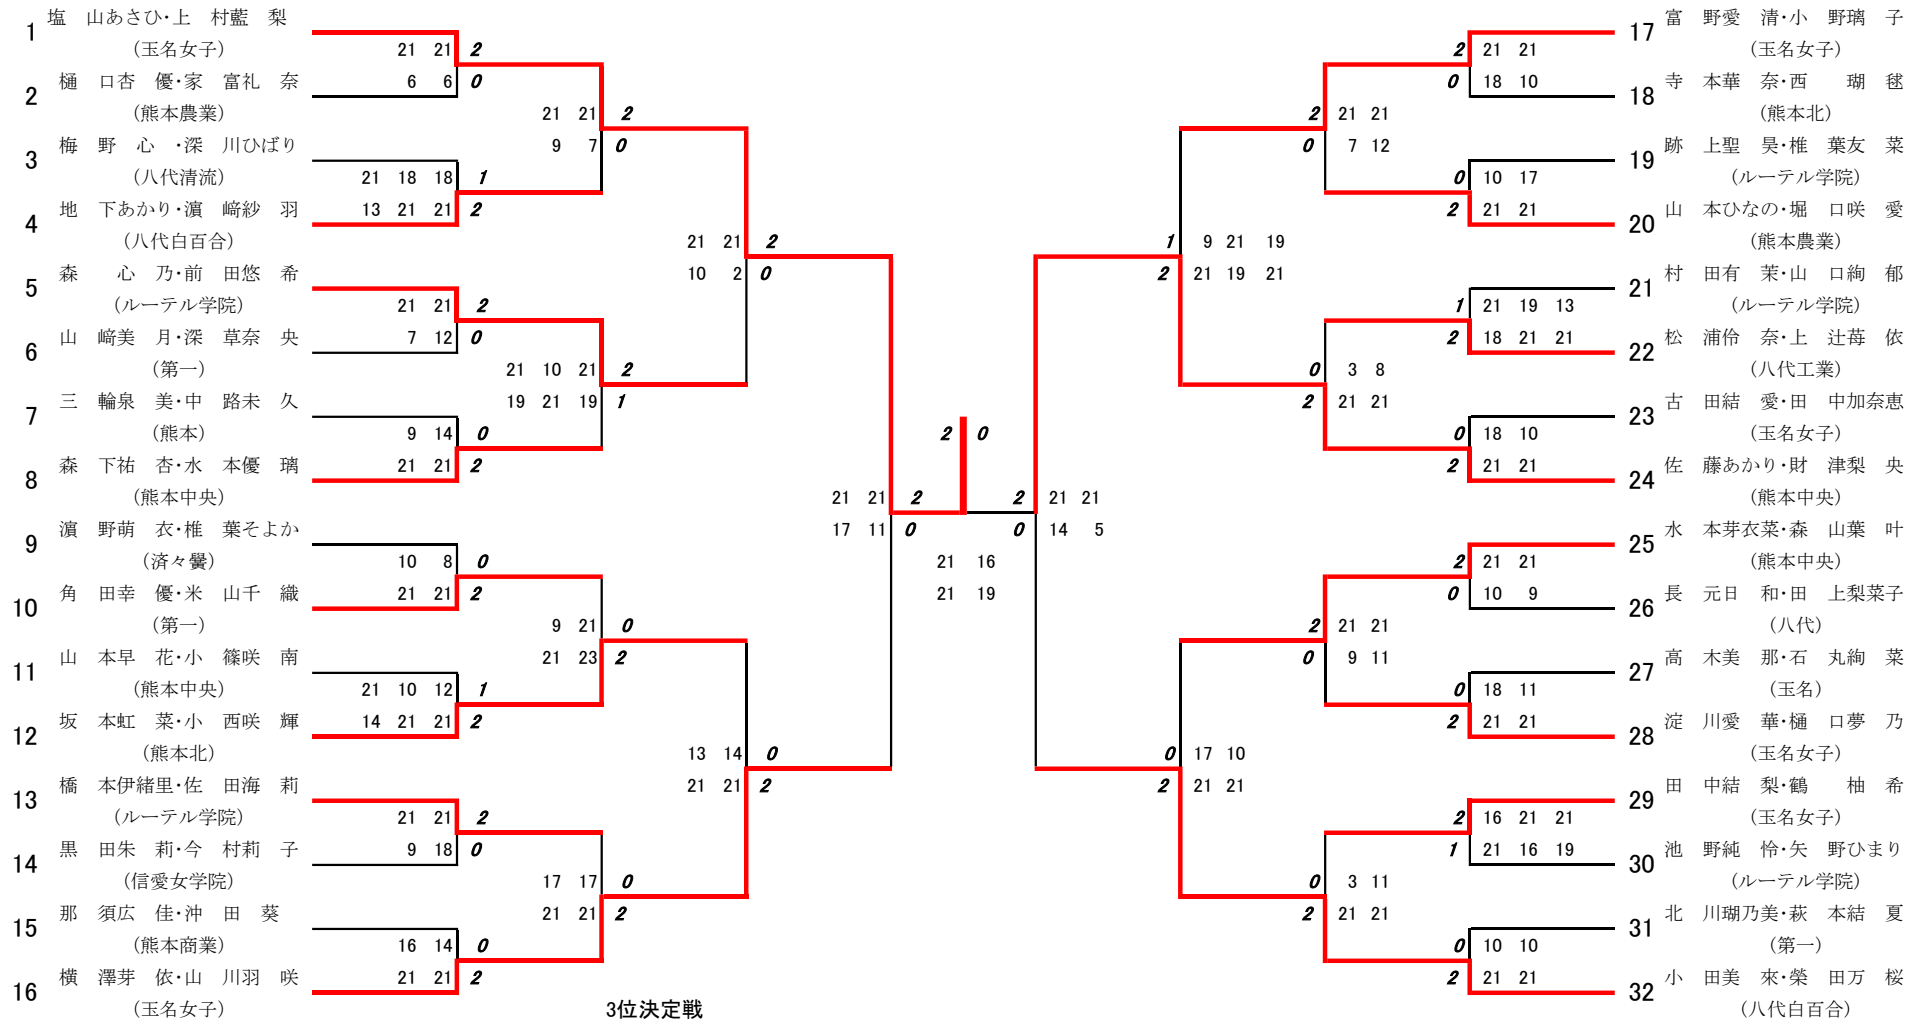 1 塩 山あさひ・上 村藍 梨
(玉名女子)
21 21 2
6 6 0
2 樋 口杏 優・家 富礼 奈
(熊本農業)
21 21 2
9 7 0
3 梅 野 心 ・深 川ひばり
(八代清流)
21 18 18 1
13 21 21 2
4 地 下あかり・濵 﨑紗 羽
(八代白百合)
21 21 2
10 2 0
5 森 心 乃・前 田悠 希
(ルーテル学院)
21 21 2
7 12 0
6 山 﨑美 月・深 草奈 央
(第一)
21 10 21 2
19 21 19 1
7 三 輪泉 美・中 路未 久
(熊本)
9 14 0
21 21 2
8 森 下祐 杏・水 本優 璃
(熊本中央)
21 21 2
17 11 0
9 濵 野萌 衣・椎 葉そよか
(済々黌)
10 8 0
21 21 2
10 角 田幸 優・米 山千 織
(第一)
9 21 0
21 23 2
11 山 本早 花・小 篠咲 南
(熊本中央)
21 10 12 1
14 21 21 2
12 坂 本虹 菜・小 西咲 輝
(熊本北)
13 14 0
21 21 2
13 橋 本伊緒里・佐 田海 莉
(ルーテル学院)
21 21 2
9 18 0
14 黒 田朱 莉・今 村莉 子
(信愛女学院)
17 17 0
21 21 2
15 那 須広 佳・沖 田 葵
(熊本商業)
16 14 0
21 21 2
16 横 澤芽 依・山 川羽 咲
(玉名女子)
3位決定戦
2 0
21 16
21 19
17 富 野愛 清・小 野璃 子
(玉名女子)
2 21 21
0 18 10
18 寺 本華 奈・西 瑚 毬
(熊本北)
2 21 21
0 7 12
19 跡 上聖 昊・椎 葉友 菜
(ルーテル学院)
0 10 17
2 21 21
20 山 本ひなの・堀 口咲 愛
(熊本農業)
1 9 21 19
2 21 19 21
21 村 田有 茉・山 口絢 郁
(ルーテル学院)
1 21 19 13
2 18 21 21
22 松 浦伶 奈・上 辻苺 依
(八代工業)
0 3 8
2 21 21
23 古 田結 愛・田 中加奈恵
(玉名女子)
0 18 10
2 21 21
24 佐 藤あかり・財 津梨 央
(熊本中央)
2 21 21
0 14 5
25 水 本芽衣菜・森 山葉 叶
(熊本中央)
2 21 21
0 10 9
26 長 元日 和・田 上梨菜子
(八代)
2 21 21
0 9 11
27 高 木美 那・石 丸絢 菜
(玉名)
0 18 11
2 21 21
28 淀 川愛 華・樋 口夢 乃
(玉名女子)
0 17 10
2 21 21
29 田 中結 梨・鶴 柚 希
(玉名女子)
2 16 21 21
1 21 16 19
30 池 野純 怜・矢 野ひまり
(ルーテル学院)
0 3 11
2 21 21
31 北 川瑚乃美・萩 本結 夏
(第一)
0 10 10
2 21 21
32 小 田美 來・榮 田万 桜
(八代白百合)